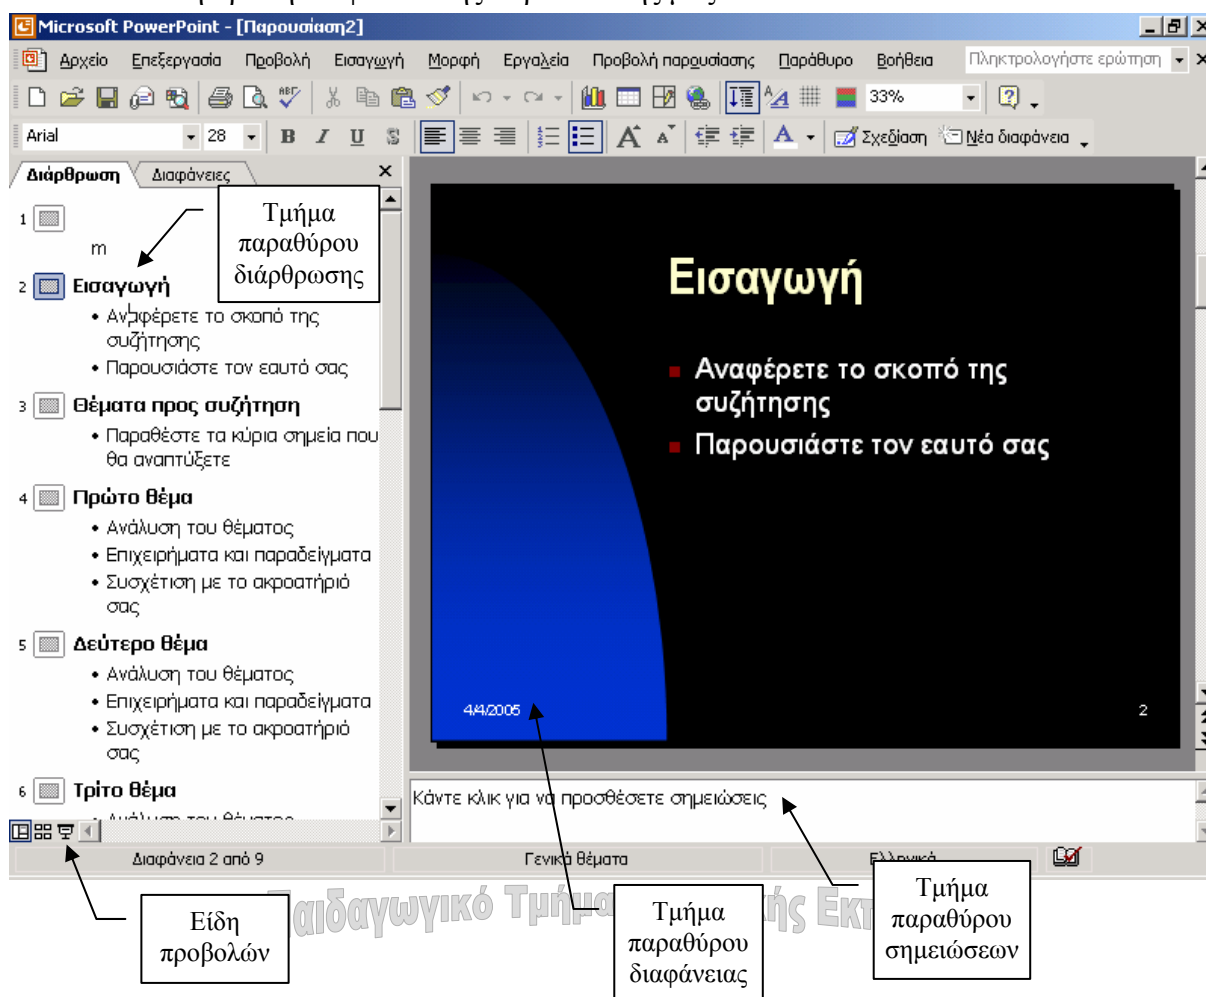 Microsoft PowerPoint - [Παρουσίαση2]
Αρχείο Επεξεργασία Προβολή Εισαγωγή Μορφή Εργαλεία Προβολή παρουσίασης Παράθυρο Βοήθεια Πληκτρολογήστε ερώτηση
33%
Arial 28 B I U S Σχεδίαση Νέα διαφάνεια
Διάρθρωση Διαφάνειες
Τμήμα
παραθύρου
διάρθρωσης
1
m
2 Εισαγωγή
• Αναφέρετε το σκοπό της
συζήτησης
• Παρουσιάστε τον εαυτό σας
3 Θέματα προς συζήτηση
• Παραθέστε τα κύρια σημεία που
θα αναπτύξετε
4 Πρώτο θέμα
• Ανάλυση του θέματος
• Επιχειρήματα και παραδείγματα
• Συσχέτιση με το ακροατήριό
σας
5 Δεύτερο θέμα
• Ανάλυση του θέματος
• Επιχειρήματα και παραδείγματα
• Συσχέτιση με το ακροατήριό
σας
6 Τρίτο θέμα
Εισαγωγή
Αναφέρετε το σκοπό της
συζήτησης
Παρουσιάστε τον εαυτό σας
4/4/2005
2
Κάντε κλικ για να προσθέσετε σημειώσεις
Διαφάνεια 2 από 9 Γενικά θέματα Ελληνικά
Είδη
προβολών
Τμήμα
παραθύρου
διαφάνειας
Τμήμα
παραθύρου
σημειώσεων